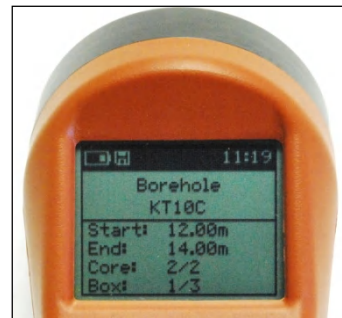 11:19
Borehole
KT10C
Start: 12.00m
End: 14.00m
Core: 2/2
Box: 1/3